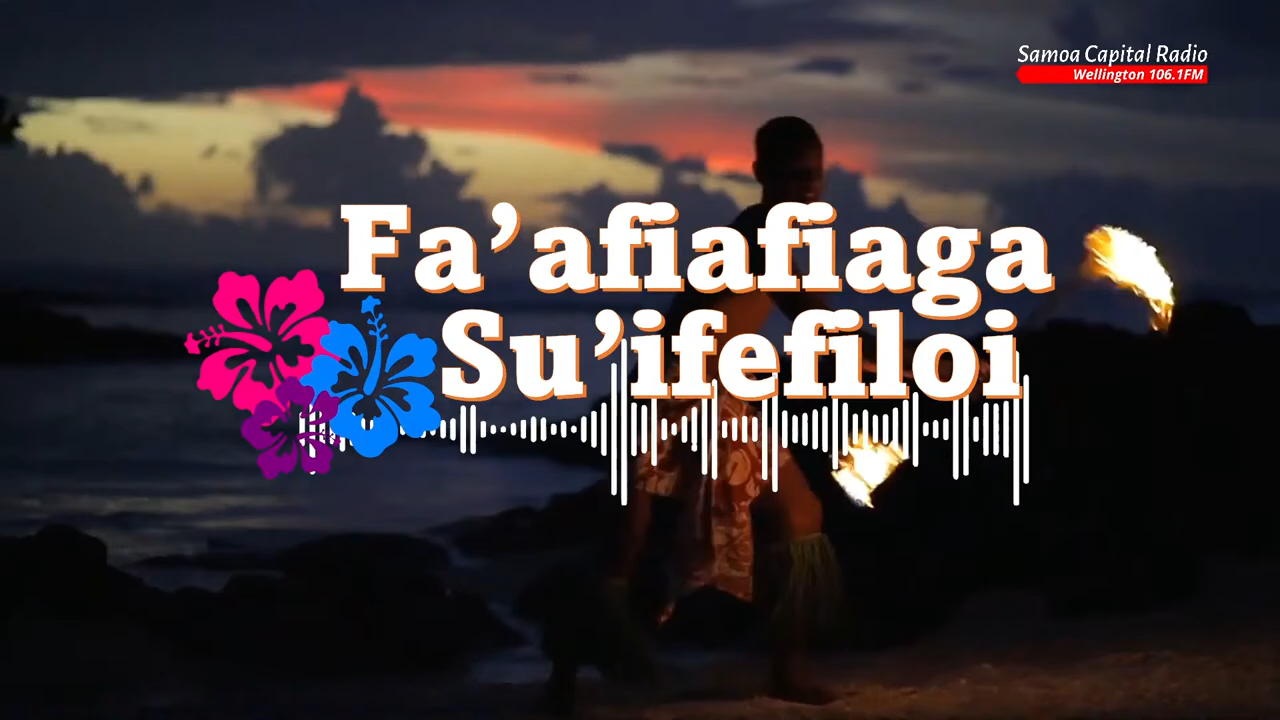 Samoa Capital Radio
Wellington 106.1FM
Fa’afiafiaga
Su’ifefiloi